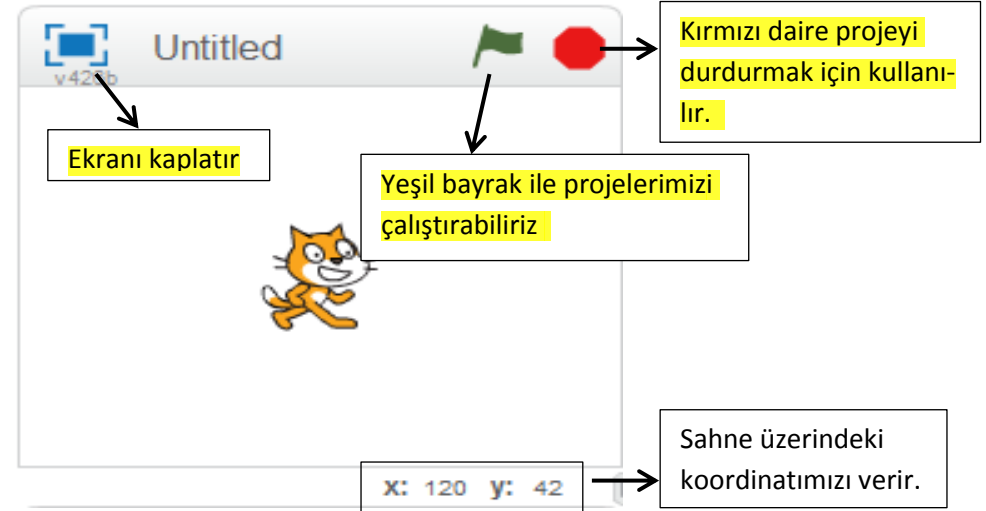 Untitled
v426b
Kırmızı daire projeyi
durdurmak için kullanı-
lır.
Ekranı kaplatır
Yeşil bayrak ile projelerimizi
çalıştırabiliriz
Sahne üzerindeki
koordinatımızı verir.
x: 120 y: 42